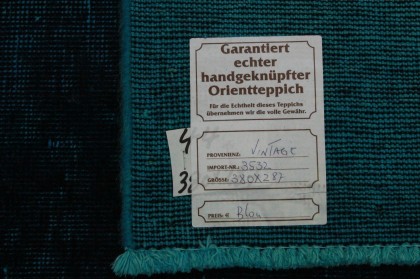 Garantiert
echter
handgeknüpfter
Orientteppich
Für die Echtheit dieses Teppichs
übernehmen wir die volle Gewähr.
PROVENIENZ: VINTAGE
IMPORT-NR.: 3532
GRÖSSE: 380X287
PREIS: € Blau